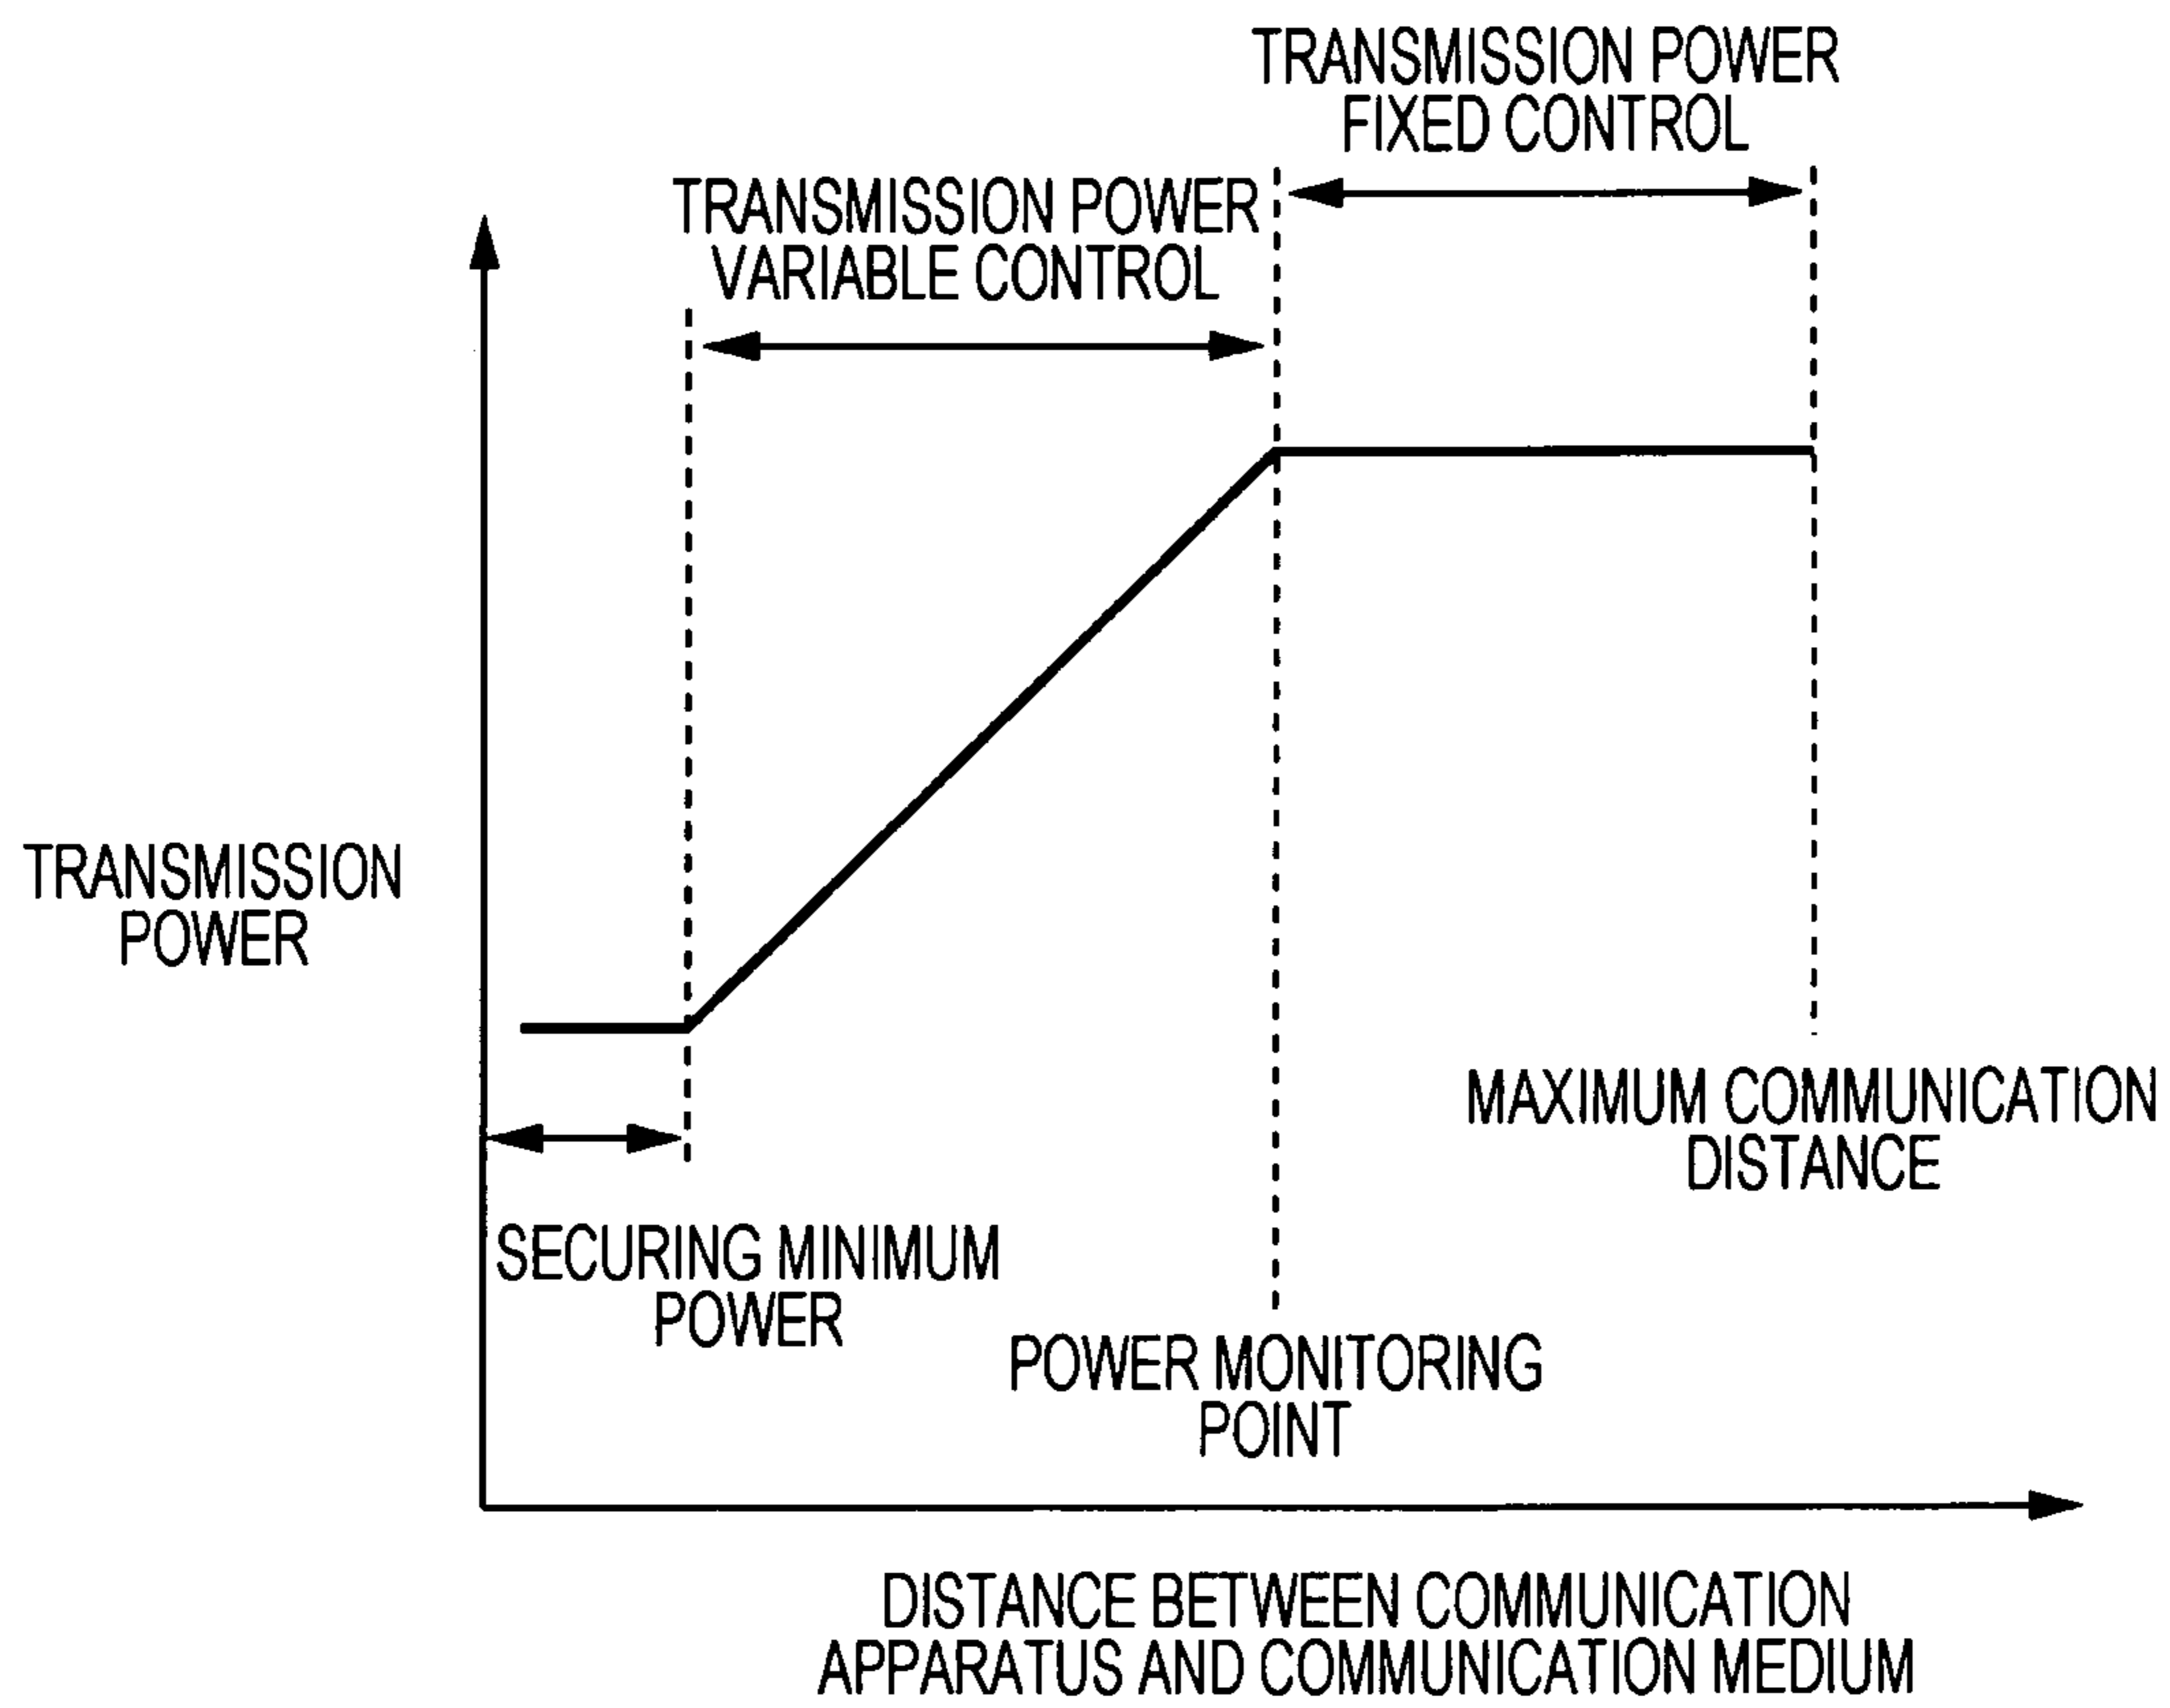 TRANSMISSION POWER
FIXED CONTROL
TRANSMISSION POWER
VARIABLE CONTROL
TRANSMISSION
POWER
MAXIMUM COMMUNICATION
DISTANCE
SECURING MINIMUM
POWER
POWER MONITORING
POINT
DISTANCE BETWEEN COMMUNICATION
APPARATUS AND COMMUNICATION MEDIUM